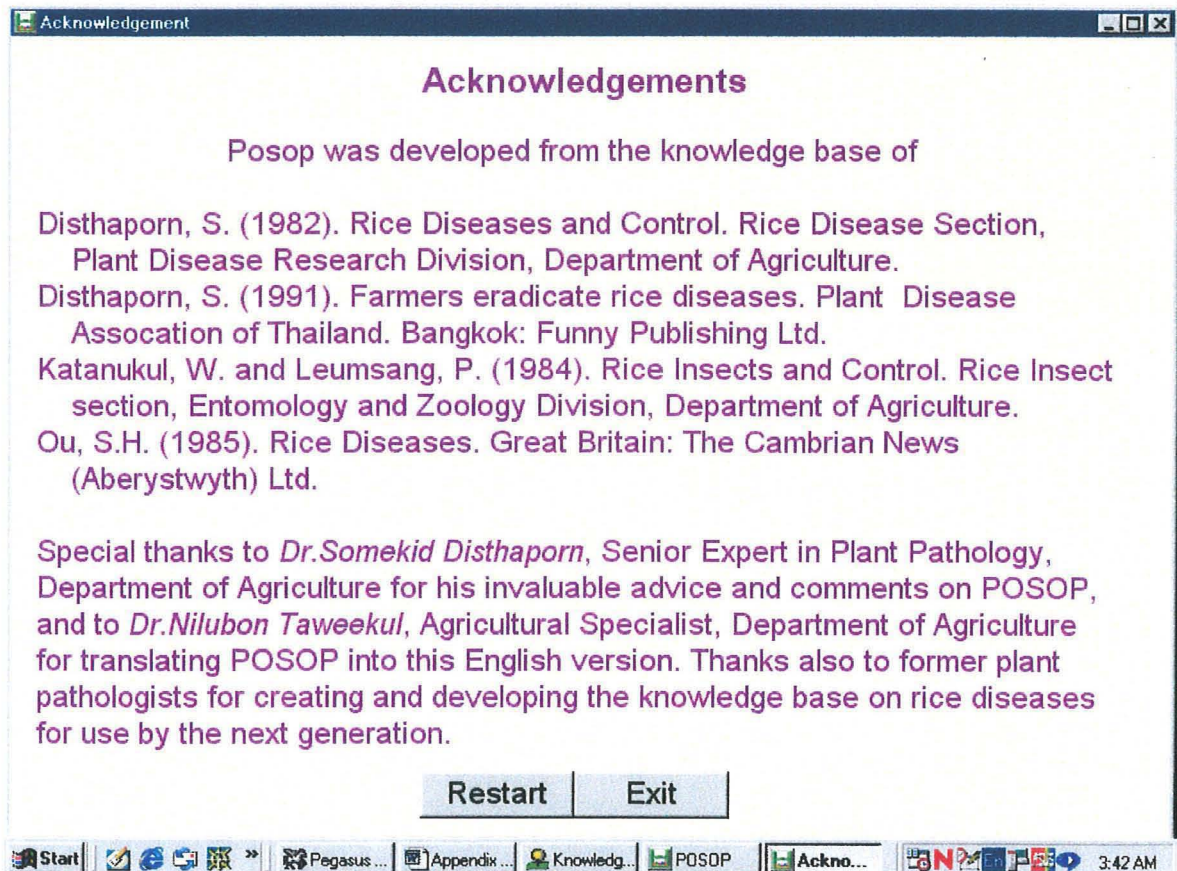 Acknowledgement
Acknowledgements
Posop was developed from the knowledge base of
Disthaporn, S. (1982). Rice Diseases and Control. Rice Disease Section,
Plant Disease Research Division, Department of Agriculture.
Disthaporn, S. (1991). Farmers eradicate rice diseases. Plant Disease
Assocation of Thailand. Bangkok: Funny Publishing Ltd.
Katanukul, W. and Leumsang, P. (1984). Rice Insects and Control. Rice Insect
section, Entomology and Zoology Division, Department of Agriculture.
Ou, S.H. (1985). Rice Diseases. Great Britain: The Cambrian News
(Aberystwyth) Ltd.
Special thanks to Dr.Somekid Disthaporn, Senior Expert in Plant Pathology,
Department of Agriculture for his invaluable advice and comments on POSOP,
and to Dr.Nilubon Taweekul, Agricultural Specialist, Department of Agriculture
for translating POSOP into this English version. Thanks also to former plant
pathologists for creating and developing the knowledge base on rice diseases
for use by the next generation.
Restart Exit
Start » Pegasus ... Appendix ... Knowledg... POSOP Ackno... N En 3:42 AM